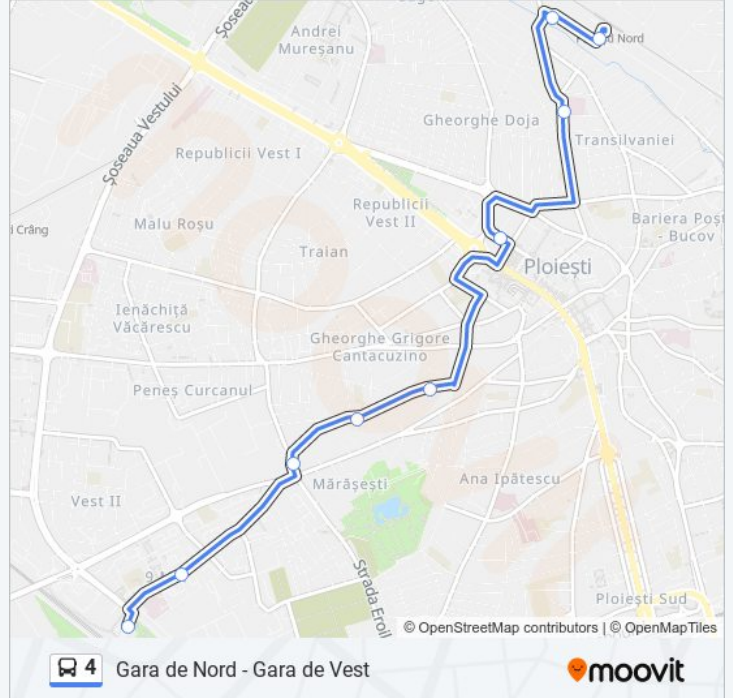 Șoseaua
Andrei
Mureșanu
Nord
Șoseaua Vestului
Gheorghe Doja
Transilvaniei
Republicii Vest I
Republicii
Vest II
Malu Roșu
Crâng
Bariera Poșt
- Bucov
Traian
Ploiești
Ienăchiță
Văcărescu
Gheorghe Grigore
Cantacuzino
Peneș Curcanul
Mărășești
Ana Ipătescu
Vest II
Strada Eroil
Ploiești Sud
© OpenStreetMap contributors | © OpenMapTiles
4 Gara de Nord - Gara de Vest
moovit